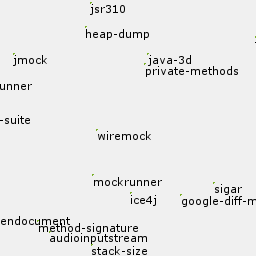 jsr310
heap-dump
jmock
java-3d
private-methods
unner
-suite
wiremock
mockrunner
sigar
ice4j
google-diff-m
endocument
method-signature
audioinputstream
stack-size